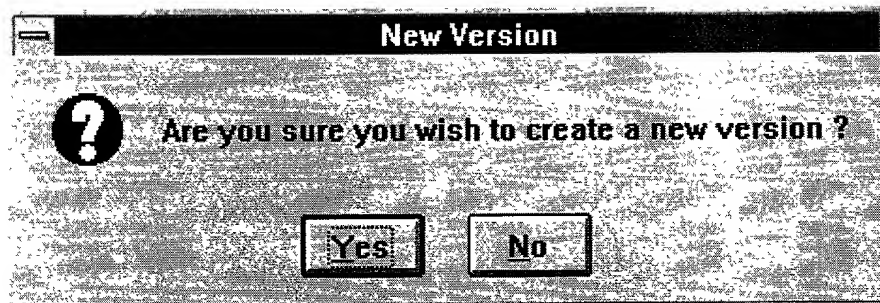 New Version
Are you sure you wish to create a new version ?
Yes
No